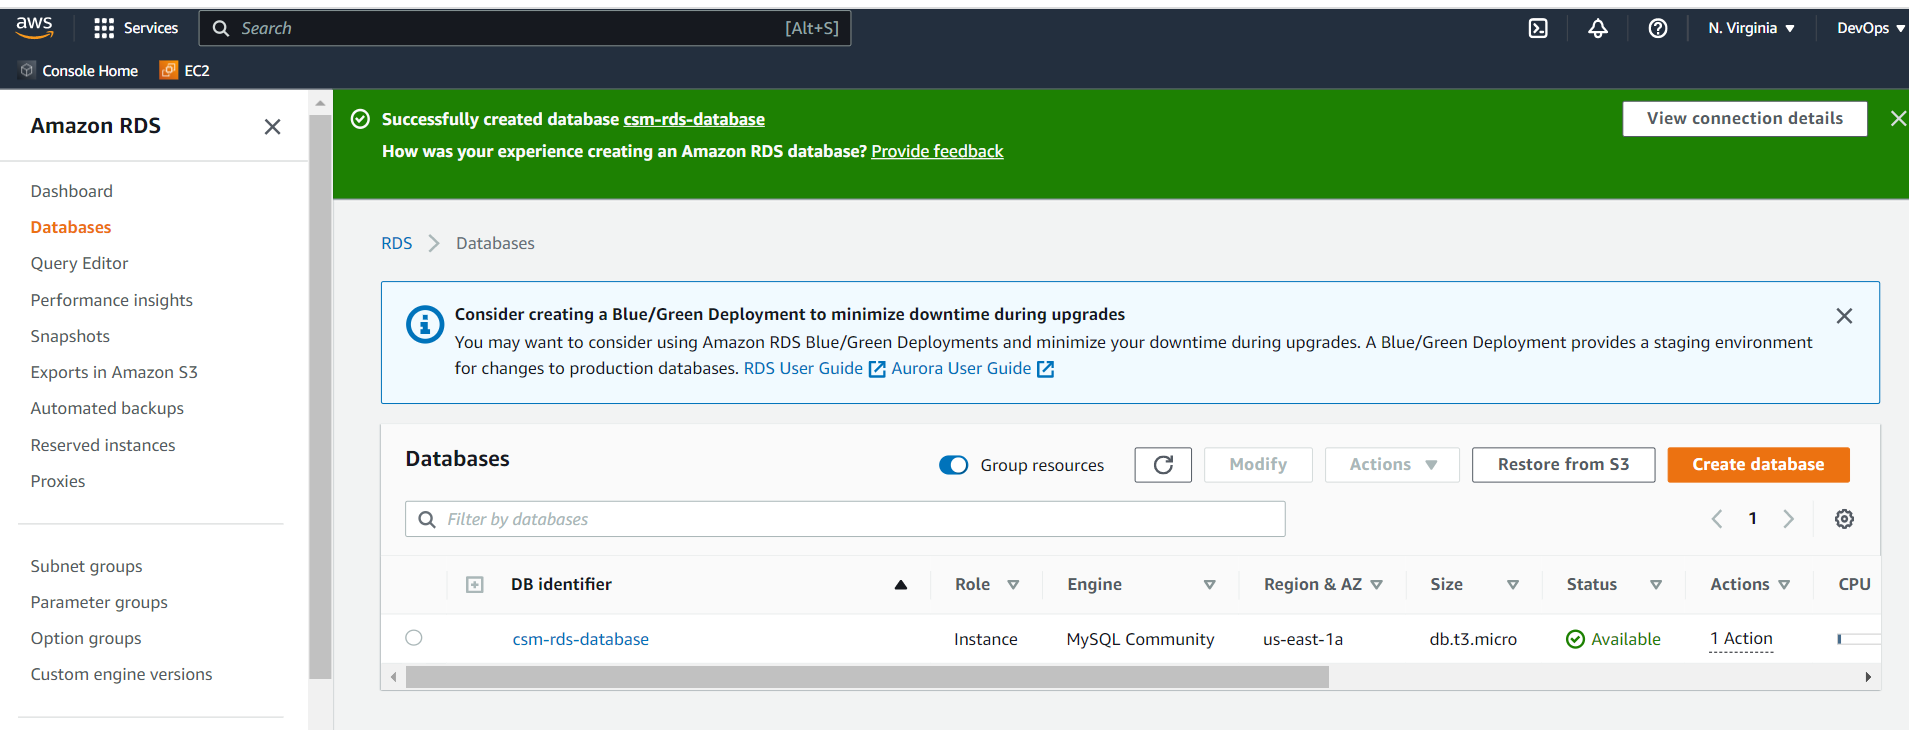 aws
Services
Search
[Alt+S]
N. Virginia
DevOps
Console Home
EC2
Amazon RDS
Dashboard
Databases
Query Editor
Performance insights
Snapshots
Exports in Amazon S3
Automated backups
Reserved instances
Proxies
Subnet groups
Parameter groups
Option groups
Custom engine versions
Successfully created database csm-rds-database
View connection details
How was your experience creating an Amazon RDS database? Provide feedback
RDS
Databases
Consider creating a Blue/Green Deployment to minimize downtime during upgrades
You may want to consider using Amazon RDS Blue/Green Deployments and minimize your downtime during upgrades. A Blue/Green Deployment provides a staging environment
for changes to production databases. RDS User Guide Aurora User Guide
Databases
Group resources
Modify
Actions
Restore from S3
Create database
Filter by databases
1
DB identifier
Role
Engine
Region & AZ
Size
Status
Actions
CPU
csm-rds-database
Instance
MySQL Community
us-east-1a
db.t3.micro
Available
1 Action